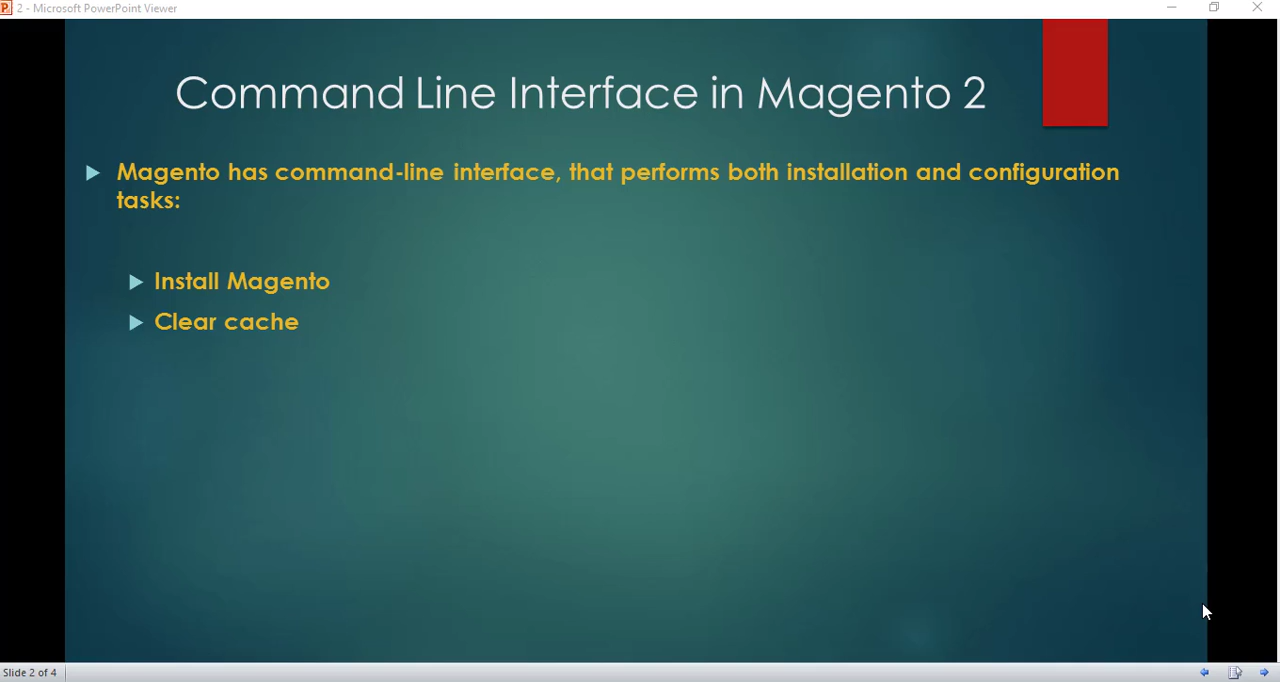 2 - Microsoft PowerPoint Viewer
Command Line Interface in Magento 2
Magento has command-line interface, that performs both installation and configuration
tasks:
Install Magento
Clear cache
Slide 2 of 4